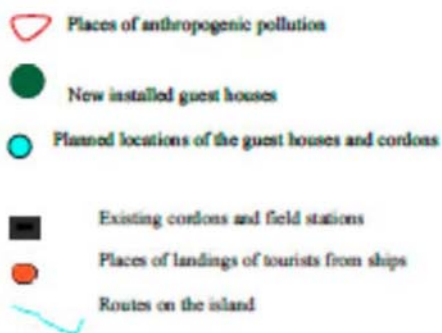 Places of anthropogenic pollution
New installed guest houses
Planned locations of the guest houses and cordons
Existing cordons and field stations
Places of landings of tourists from ships
Routes on the island